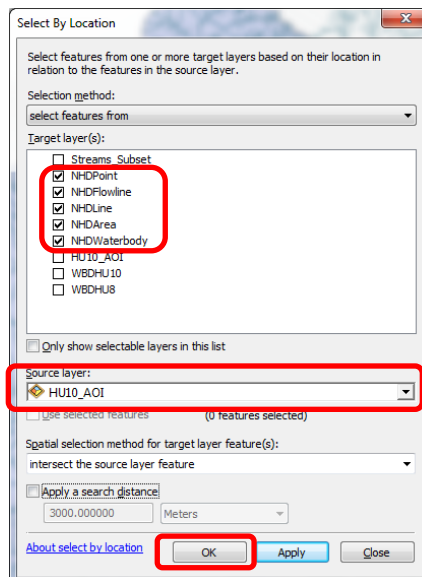 Select By Location
Select features from one or more target layers based on their location in
relation to the features in the source layer.
Selection method:
select features from
Target layer(s):
Streams_Subset
NHDPoint
NHDFlowline
NHDLine
NHDArea
NHDWaterbody
HU10_AOI
WBDHU10
WBDHU8
Only show selectable layers in this list
Source layer:
HU10_AOI
Use selected features (0 features selected)
Spatial selection method for target layer feature(s):
intersect the source layer feature
Apply a search distance
3000.000000 Meters
About select by location OK Apply Close